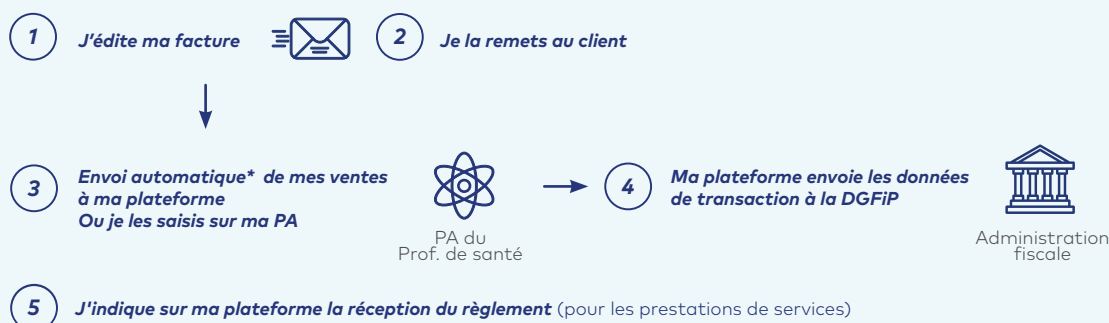 1 J'édite ma facture
2 Je la remets au client
3 Envoi automatique* de mes ventes
à ma plateforme
Ou je les saisis sur ma PA
PA du
Prof. de santé
4 Ma plateforme envoie les données
de transaction à la DGFiP
Administration
fiscale
5 J'indique sur ma plateforme la réception du règlement (pour les prestations de services)